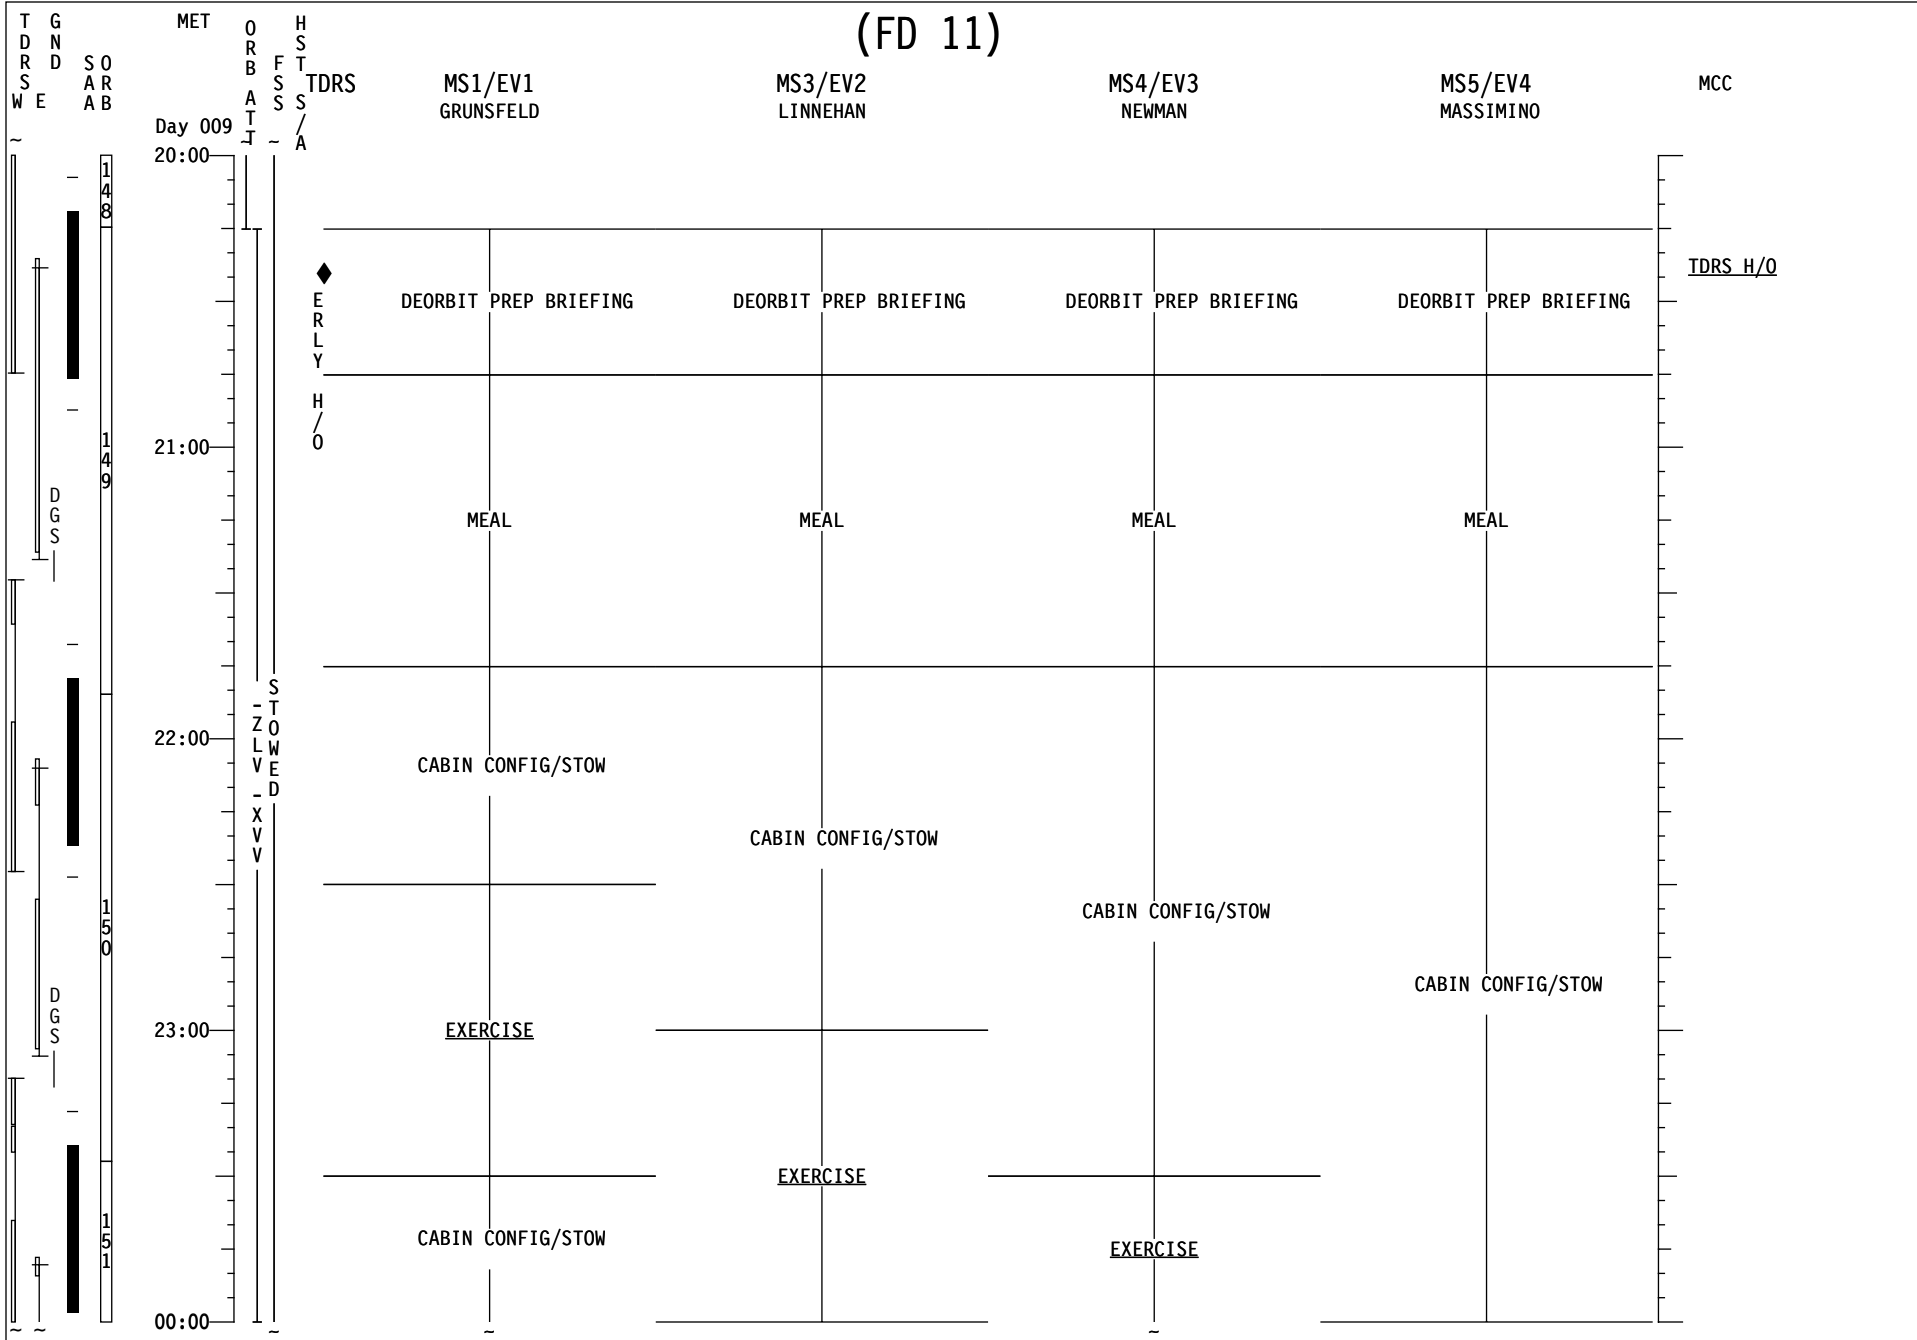 (FD 11)
TDRS W E
GND
SAA
ORB
MET
ORB ATT
FSS
HST S/A
TDRS
MS1/EV1
GRUNSFELD
MS3/EV2
LINNEHAN
MS4/EV3
NEWMAN
MS5/EV4
MASSIMINO
MCC
Day 009
~ ~ ~
20:00
148
TDRS H/O
ERLY H/O
DEORBIT PREP BRIEFING DEORBIT PREP BRIEFING DEORBIT PREP BRIEFING DEORBIT PREP BRIEFING
21:00
149
DGS
MEAL MEAL MEAL MEAL
STOWED
-ZLV -XVV
22:00
CABIN CONFIG/STOW
CABIN CONFIG/STOW
150
CABIN CONFIG/STOW
CABIN CONFIG/STOW
DGS
23:00
EXERCISE
EXERCISE
151
CABIN CONFIG/STOW
EXERCISE
00:00
~ ~ ~ ~ ~